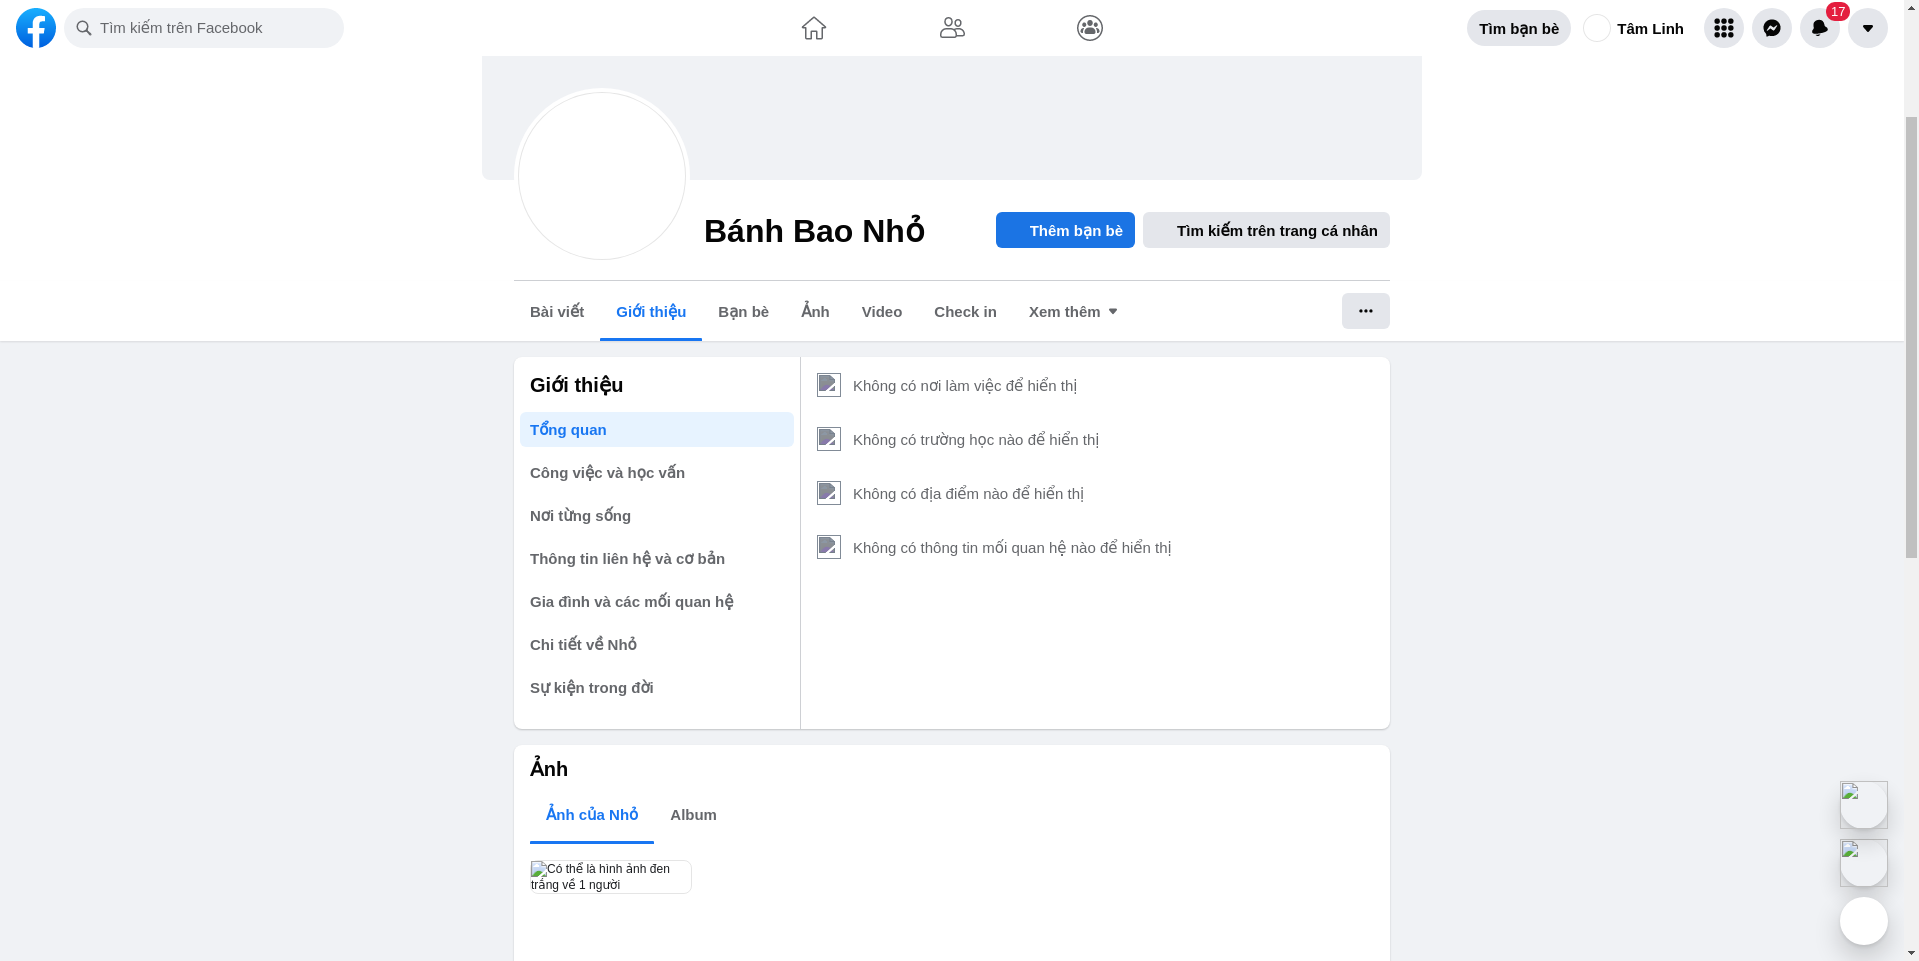 Tìm kiếm trên Facebook
Tìm bạn bè
Tâm Linh
17
Bánh Bao Nhỏ
Thêm bạn bè
Tìm kiếm trên trang cá nhân
Bài viết
Giới thiệu
Bạn bè
Ảnh
Video
Check in
Xem thêm
Giới thiệu
Tổng quan
Công việc và học vấn
Nơi từng sống
Thông tin liên hệ và cơ bản
Gia đình và các mối quan hệ
Chi tiết về Nhỏ
Sự kiện trong đời
Không có nơi làm việc để hiển thị
Không có trường học nào để hiển thị
Không có địa điểm nào để hiển thị
Không có thông tin mối quan hệ nào để hiển thị
Ảnh
Ảnh của Nhỏ
Album
Có thể là hình ảnh đen
trắng về 1 người